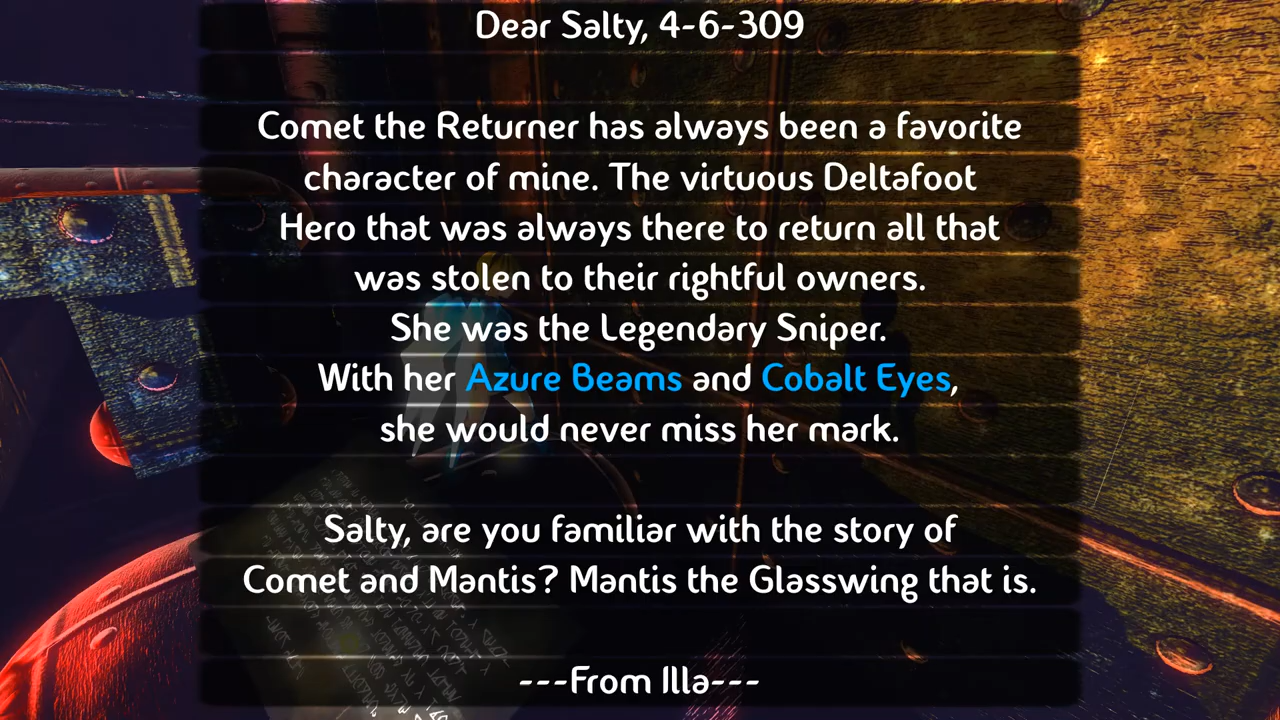 Dear Salty, 4-6-309
Comet the Returner has always been a favorite
character of mine. The virtuous Deltafoot
Hero that was always there to return all that
was stolen to their rightful owners.
She was the Legendary Sniper.
With her Azure Beams and Cobalt Eyes,
she would never miss her mark.
Salty, are you familiar with the story of
Comet and Mantis? Mantis the Glasswing that is.
---From Illa---